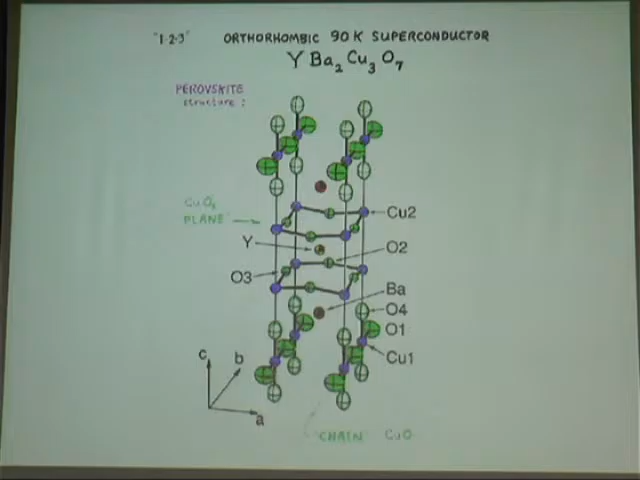 "1-2-3" ORTHORHOMBIC 90 K SUPERCONDUCTOR
Y Ba2 Cu3 O7
PEROVSKITE
structure:
CuO2
PLANE
Cu2
Y
O2
O3
Ba
O4
O1
Cu1
c
b
a
"CHAIN" CuO